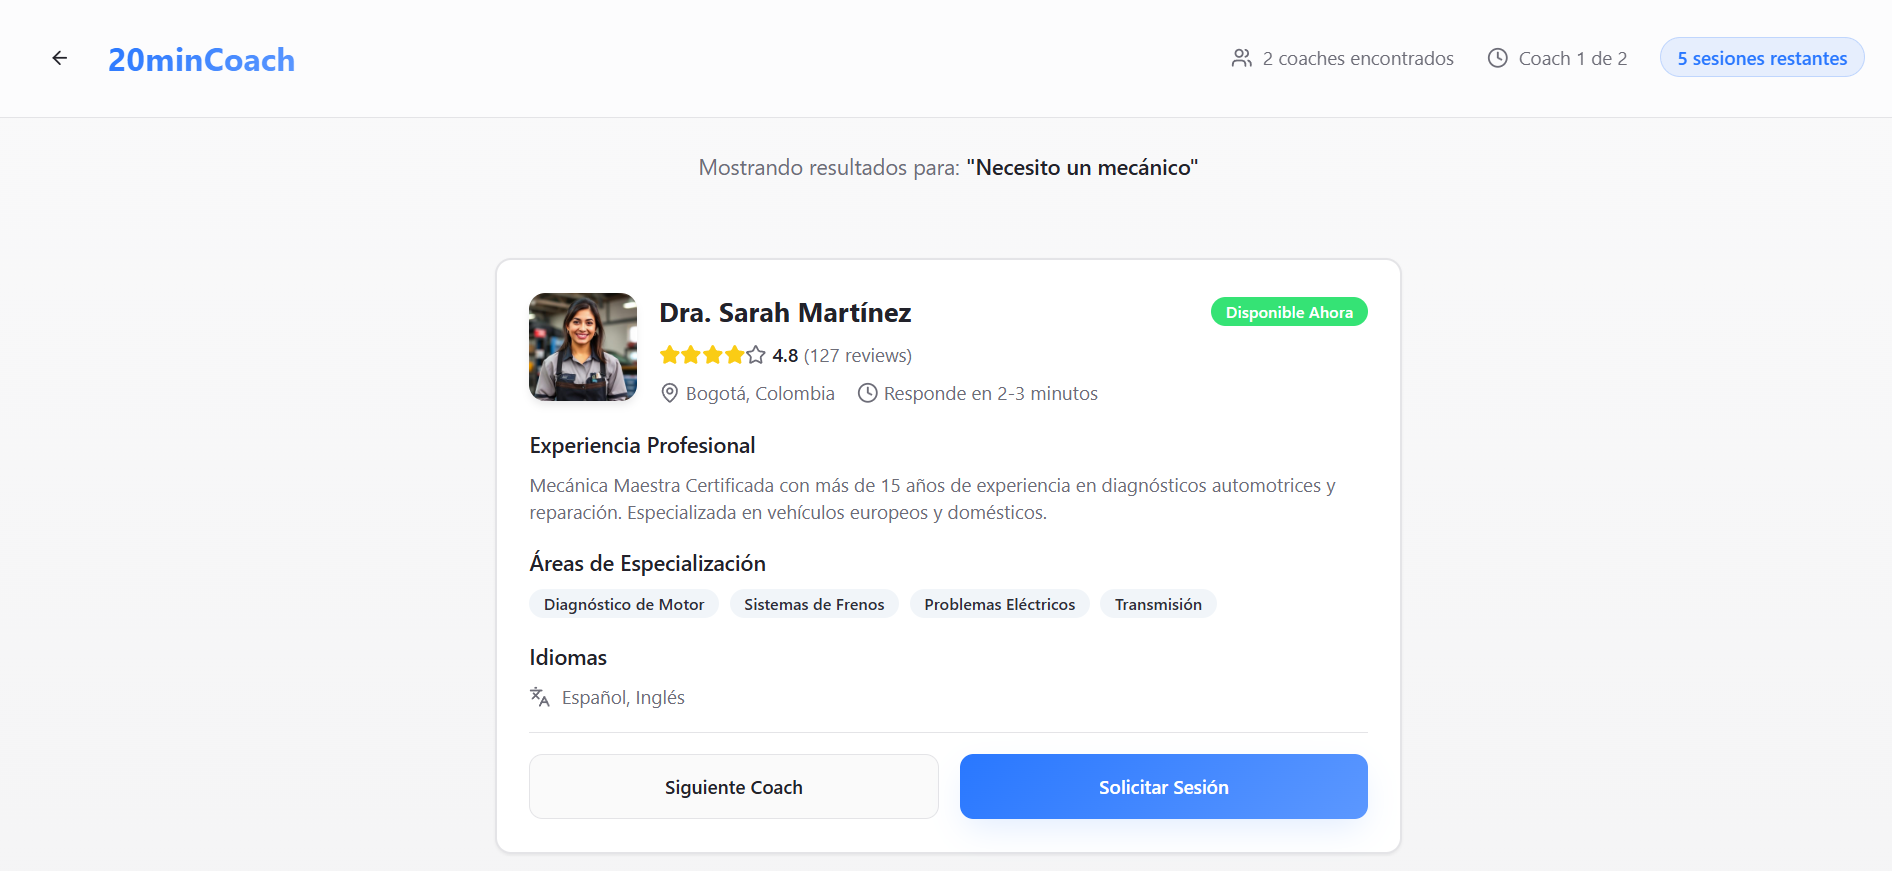 20minCoach
2 coaches encontrados
Coach 1 de 2
5 sesiones restantes
Mostrando resultados para: "Necesito un mecánico"
Dra. Sarah Martínez
Disponible Ahora
4.8 (127 reviews)
Bogotá, Colombia
Responde en 2-3 minutos
Experiencia Profesional
Mecánica Maestra Certificada con más de 15 años de experiencia en diagnósticos automotrices y
reparación. Especializada en vehículos europeos y domésticos.
Áreas de Especialización
Diagnóstico de Motor
Sistemas de Frenos
Problemas Eléctricos
Transmisión
Idiomas
Español, Inglés
Siguiente Coach
Solicitar Sesión